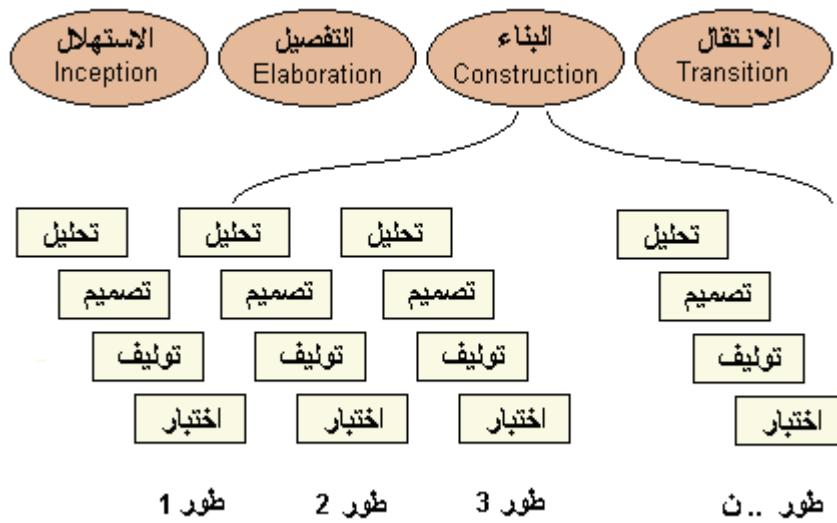 الاستهلال
Inception
التفصيل
Elaboration
البناء
Construction
الانتقال
Transition
تحليل
تصميم
توليف
اختبار
طور 1
تحليل
تصميم
توليف
اختبار
طور 2
تحليل
تصميم
توليف
اختبار
طور 3
تحليل
تصميم
توليف
اختبار
طور ..ن